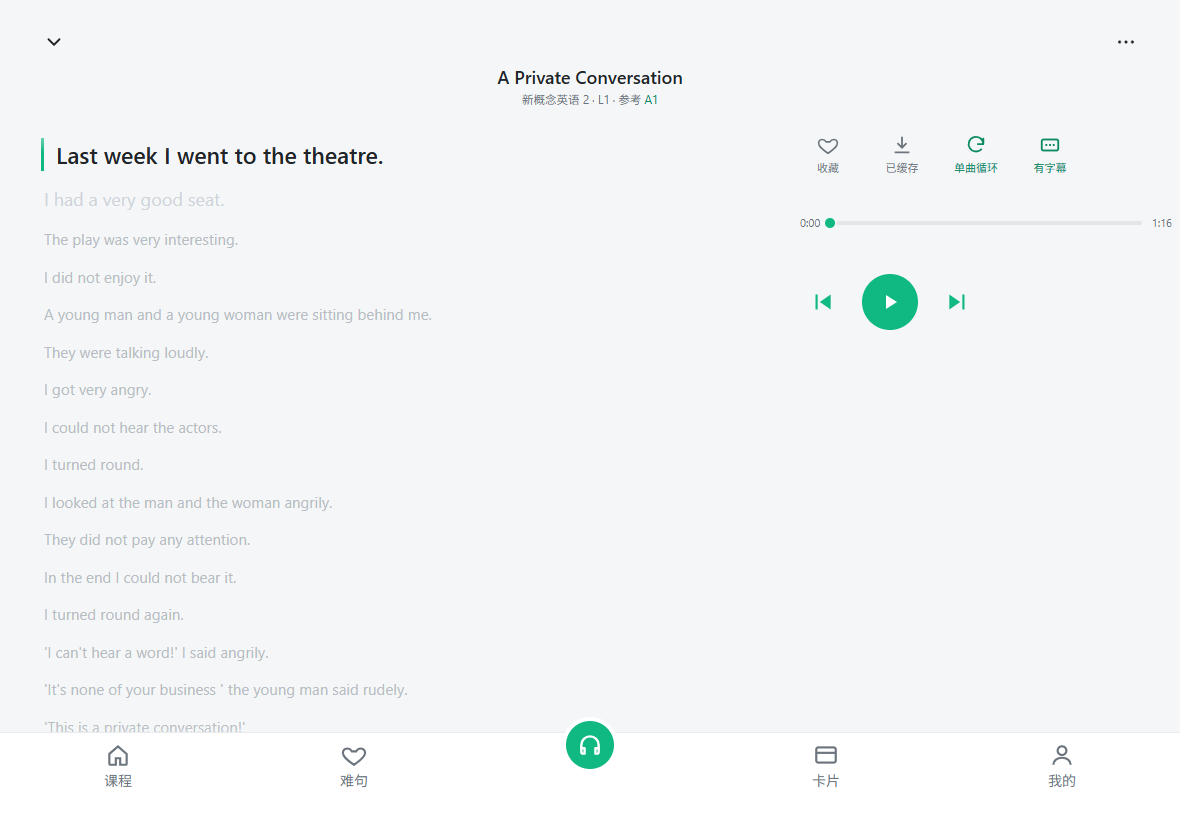 A Private Conversation
新概念英语 2 · L1 · 参考 A1
Last week I went to the theatre.
I had a very good seat.
The play was very interesting.
I did not enjoy it.
A young man and a young woman were sitting behind me.
They were talking loudly.
I got very angry.
I could not hear the actors.
I turned round.
I looked at the man and the woman angrily.
They did not pay any attention.
In the end I could not bear it.
I turned round again.
'I can't hear a word!' I said angrily.
'It's none of your business ' the young man said rudely.
'This is a private conversation!'
收藏
已缓存
单曲循环
有字幕
0:00
1:16
课程
难句
卡片
我的